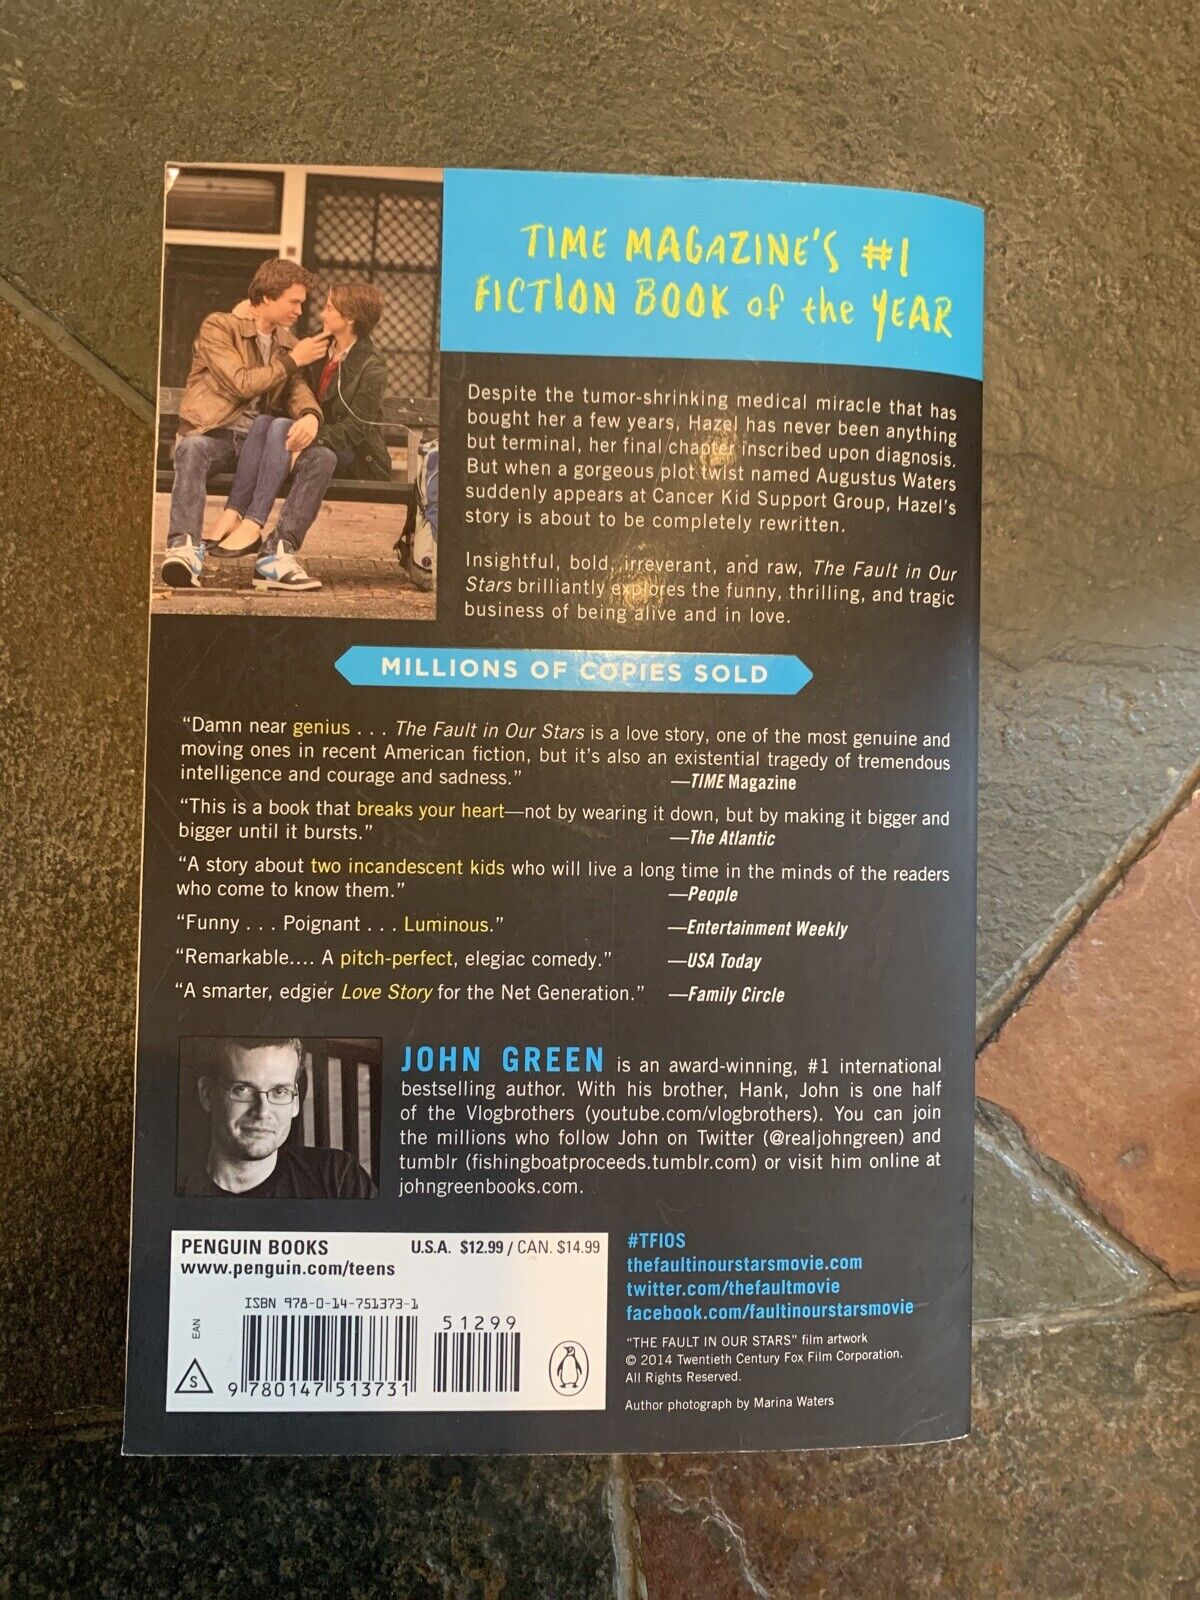 TIME MAGAZINE'S #1
FICTION BOOK of the YEAR
Despite the tumor-shrinking medical miracle that has
bought her a few years, Hazel has never been anything
but terminal, her final chapter inscribed upon diagnosis.
But when a gorgeous plot twist named Augustus Waters
suddenly appears at Cancer Kid Support Group, Hazel's
story is about to be completely rewritten.
Insightful, bold, irreverent, and raw, The Fault in Our
Stars brilliantly explores the funny, thrilling, and tragic
business of being alive and in love.
MILLIONS OF COPIES SOLD
“Damn near genius . . . The Fault in Our Stars is a love story, one of the most genuine and
moving ones in recent American fiction, but it's also an existential tragedy of tremendous
intelligence and courage and sadness.” —TIME Magazine
“This is a book that breaks your heart—not by wearing it down, but by making it bigger and
bigger until it bursts.” —The Atlantic
“A story about two incandescent kids who will live a long time in the minds of the readers
who come to know them.” —People
“Funny . . . Poignant . . . Luminous.” —Entertainment Weekly
“Remarkable.... A pitch-perfect, elegiac comedy.” —USA Today
“A smarter, edgier Love Story for the Net Generation.” —Family Circle
JOHN GREEN is an award-winning, #1 international
bestselling author. With his brother, Hank, John is one half
of the Vlogbrothers (youtube.com/vlogbrothers). You can join
the millions who follow John on Twitter (@realjohngreen) and
tumblr (fishingboatproceeds.tumblr.com) or visit him online at
johngreenbooks.com.
PENGUIN BOOKS U.S.A. $12.99 / CAN. $14.99
www.penguin.com/teens
ISBN 978-0-14-751373-1
51299
EAN
S
9 780147 513731
#TFIOS
thefaultinourstarsmovie.com
twitter.com/thefaultmovie
facebook.com/faultinourstarsmovie
“THE FAULT IN OUR STARS” film artwork
© 2014 Twentieth Century Fox Film Corporation.
All Rights Reserved.
Author photograph by Marina Waters